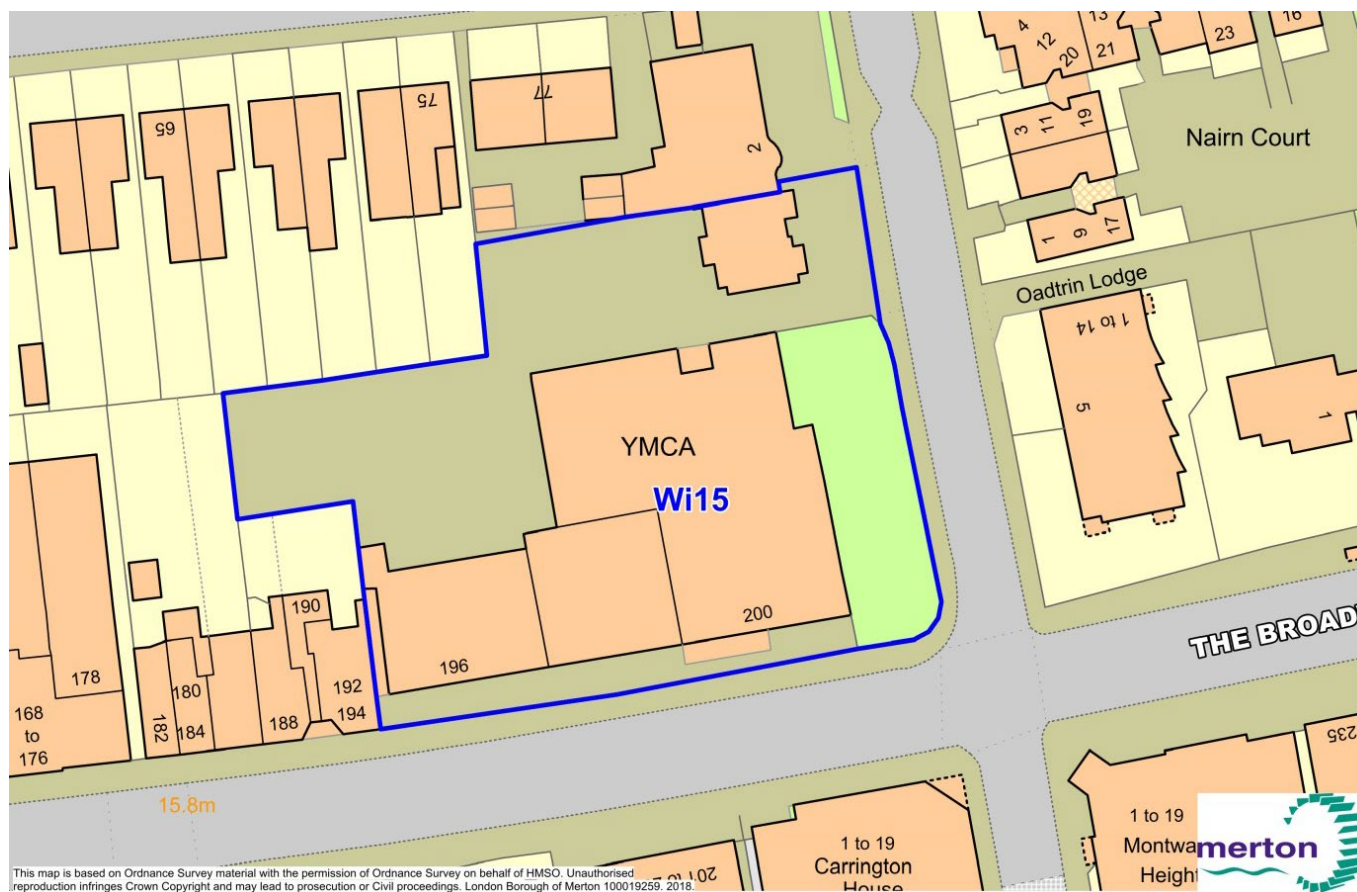 4
12
20
13
21
23
16
65
75
77
2
3
11
19
Nairn Court
1
9
17
Oadtrin Lodge
1 to 14
5
1
YMCA
Wi15
200
196
THE BROAD
190
192
194
188
180
182
184
178
168
to
176
235
15.8m
1 to 19
Carrington
House
1 to 19
Montwa
Heigh
merton
This map is based on Ordnance Survey material with the permission of Ordnance Survey on behalf of HMSO. Unauthorised
reproduction infringes Crown Copyright and may lead to prosecution or Civil proceedings. London Borough of Merton 100019259. 2018.